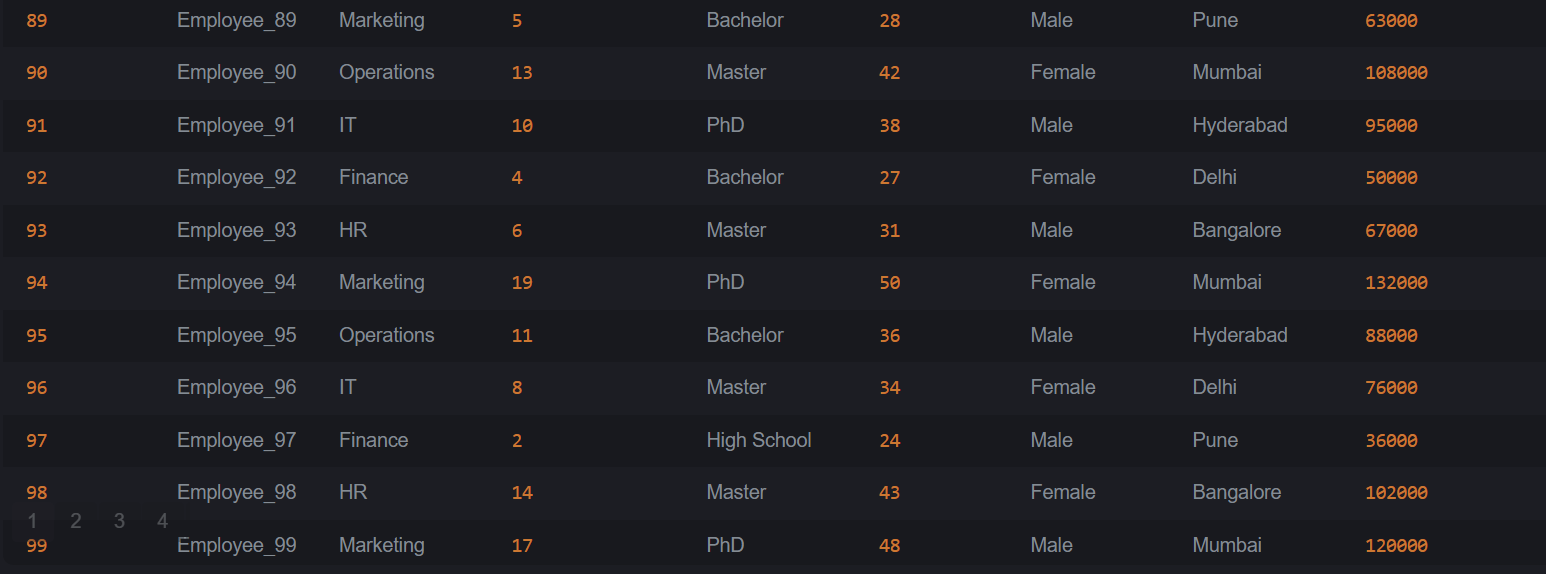 89 Employee_89 Marketing 5 Bachelor 28 Male Pune 63000
90 Employee_90 Operations 13 Master 42 Female Mumbai 108000
91 Employee_91 IT 10 PhD 38 Male Hyderabad 95000
92 Employee_92 Finance 4 Bachelor 27 Female Delhi 50000
93 Employee_93 HR 6 Master 31 Male Bangalore 67000
94 Employee_94 Marketing 19 PhD 50 Female Mumbai 132000
95 Employee_95 Operations 11 Bachelor 36 Male Hyderabad 88000
96 Employee_96 IT 8 Master 34 Female Delhi 76000
97 Employee_97 Finance 2 High School 24 Male Pune 36000
98 Employee_98 HR 14 Master 43 Female Bangalore 102000
1 2 3 4
99 Employee_99 Marketing 17 PhD 48 Male Mumbai 120000